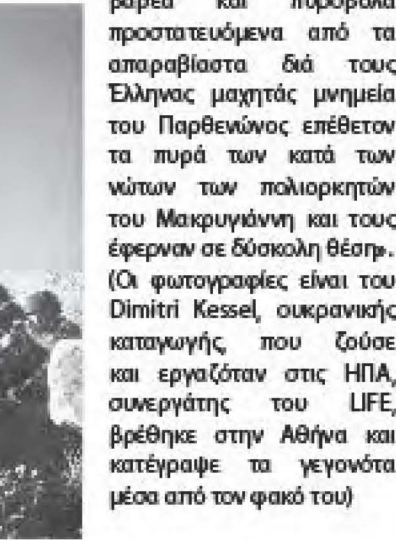 βαρέα και πυροβόλα
προστατευόμενα από τα
απαραβίαστα διά τους
Έλληνας μαχητάς μνημεία
του Παρθενώνος επέθετον
τα πυρά των κατά των
νώτων των πολιορκητών
του Μακρυγιάννη και τους
έφερναν σε δύσκολη θέση».
(Οι φωτογραφίες είναι του
Dimitri Kessel, ουκρανικής
καταγωγής, που ζούσε
και εργαζόταν στις ΗΠΑ,
συνεργάτης του LIFE,
βρέθηκε στην Αθήνα και
κατέγραψε τα γεγονότα
μέσα από τον φακό του)